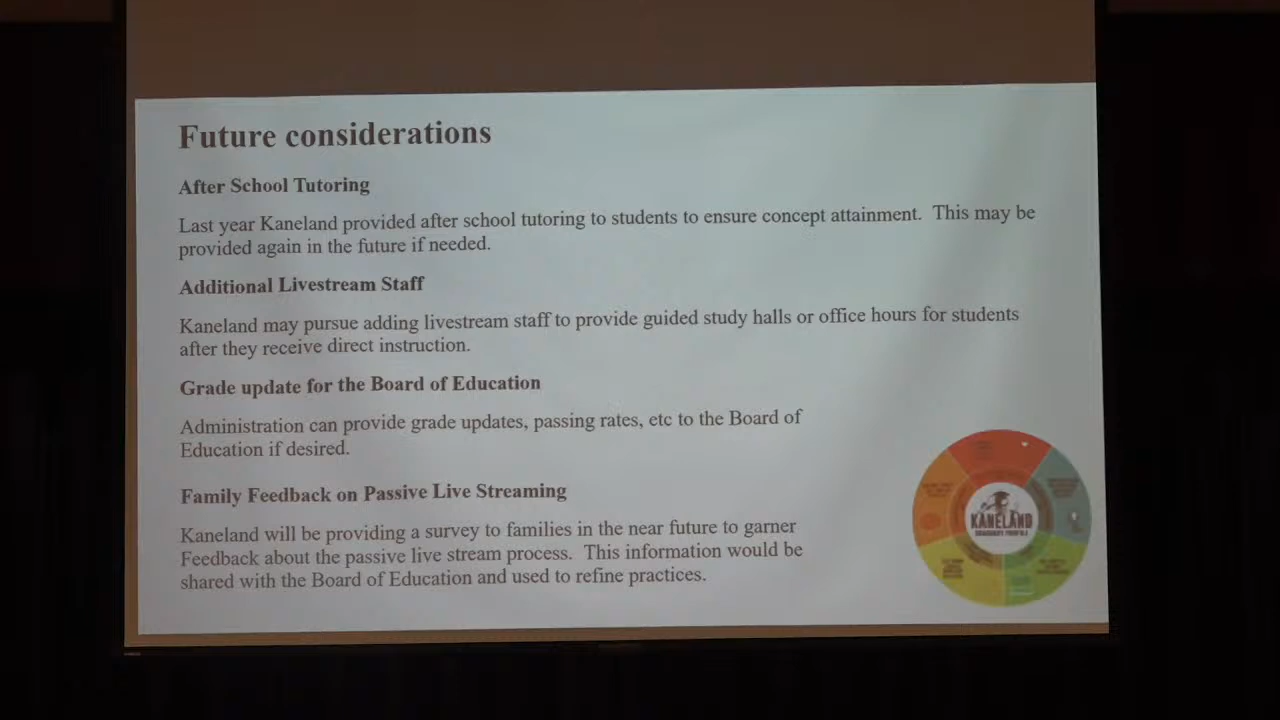 Future considerations
After School Tutoring
Last year Kaneland provided after school tutoring to students to ensure concept attainment. This may be
provided again in the future if needed.
Additional Livestream Staff
Kaneland may pursue adding livestream staff to provide guided study halls or office hours for students
after they receive direct instruction.
Grade update for the Board of Education
Administration can provide grade updates, passing rates, etc to the Board of
Education if desired.
Family Feedback on Passive Live Streaming
Kaneland will be providing a survey to families in the near future to garner
Feedback about the passive live stream process. This information would be
shared with the Board of Education and used to refine practices.
KANELAND